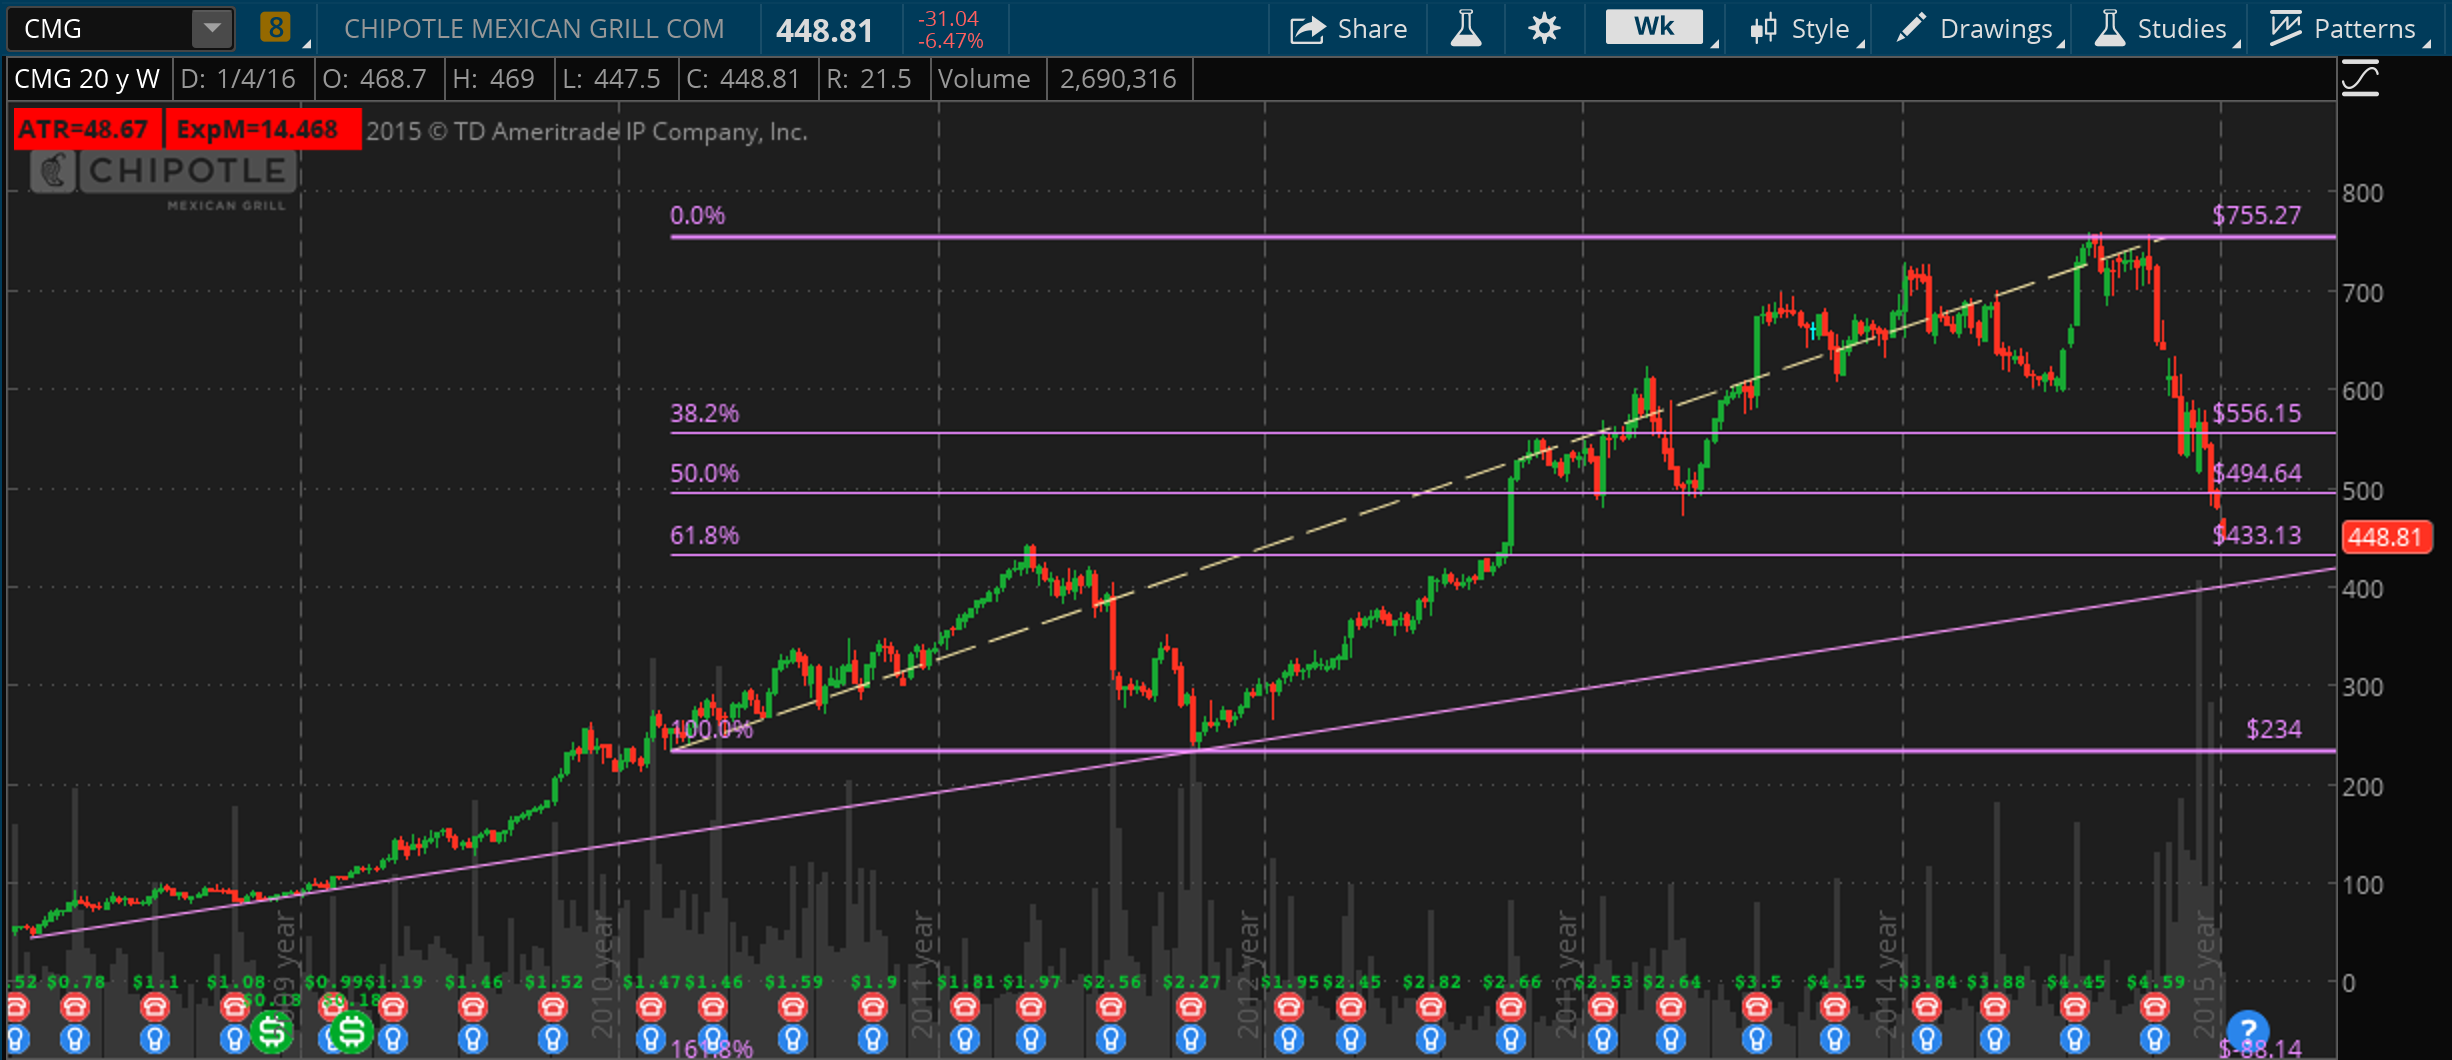 CMG 8 CHIPOTLE MEXICAN GRILL COM 448.81 -31.04 -6.47% Share Wk Style Drawings Studies Patterns
CMG 20 y W D: 1/4/16 O: 468.7 H: 469 L: 447.5 C: 448.81 R: 21.5 Volume 2,690,316
ATR=48.67 ExpM=14.468 2015 © TD Ameritrade IP Company, Inc.
CHIPOTLE
MEXICAN GRILL
800
0.0% $755.27
700
600
38.2% $556.15
50.0% $494.64
500
61.8% $433.13
448.81
400
300
100.0% $234
200
100
2010 year
2011 year
2012 year
2013 year
2014 year
2015 year
.52 $0.78 $1.1 $1.08 $0.99 $1.19 $1.46 $1.52 $1.47 $1.46 $1.59 $1.9 $1.81 $1.97 $2.56 $2.27 $1.95 $2.45 $2.82 $2.66 $2.53 $2.64 $3.5 $4.15 $3.84 $3.88 $4.45 $4.59 0
$0.18 $0.18
$ $ ?
161.8% $-88.14